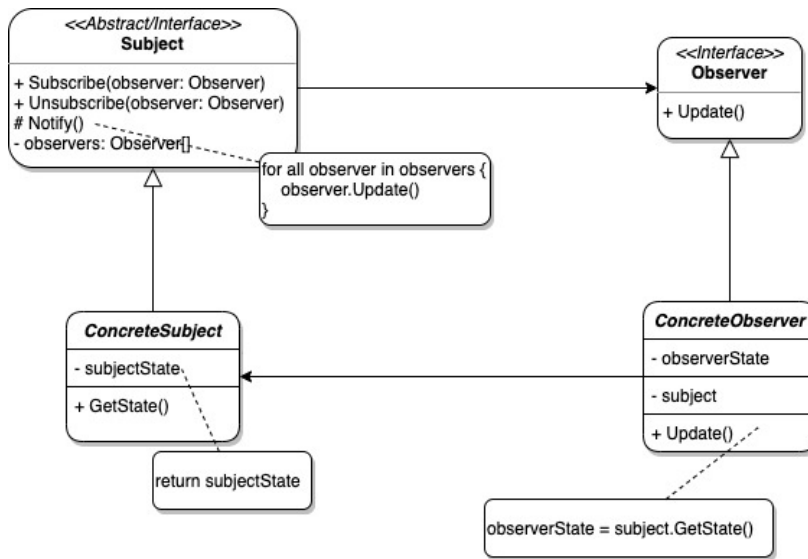 <<Abstract/Interface>>
Subject
+ Subscribe(observer: Observer)
+ Unsubscribe(observer: Observer)
# Notify()
- observers: Observer[]
for all observer in observers {
observer.Update()
}
<<Interface>>
Observer
+ Update()
ConcreteSubject
- subjectState
+ GetState()
return subjectState
ConcreteObserver
- observerState
- subject
+ Update()
observerState = subject.GetState()